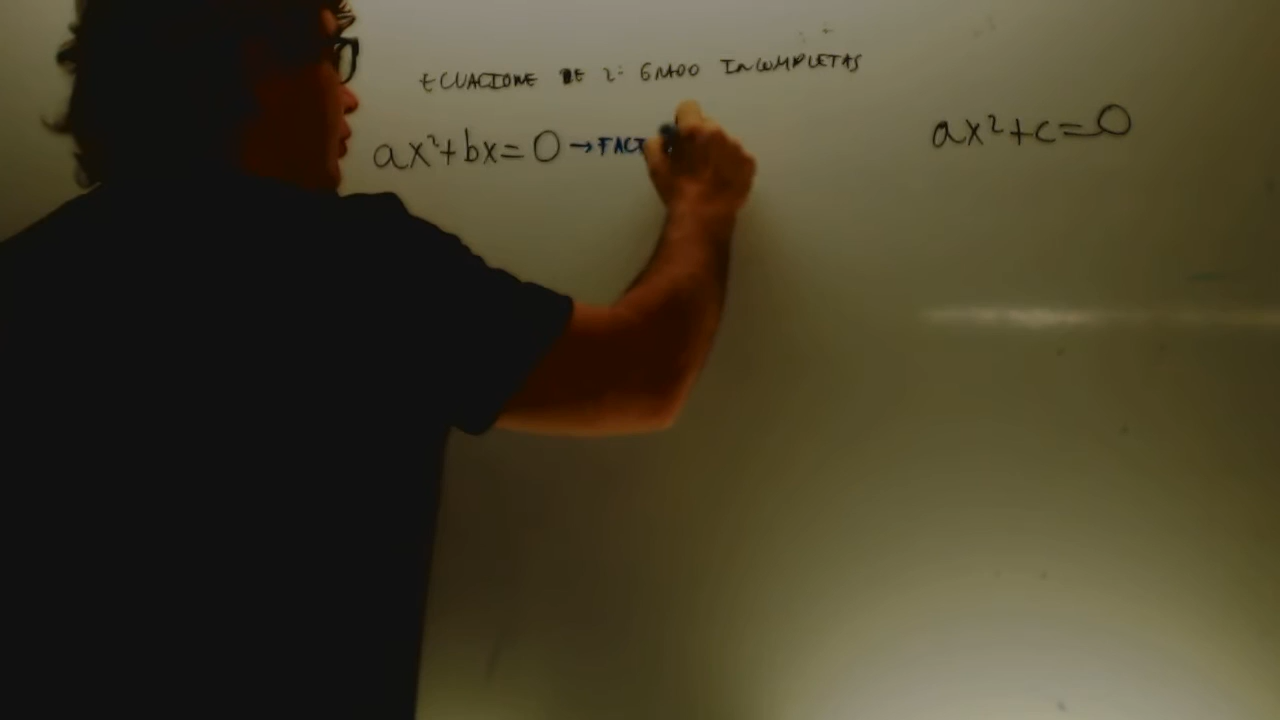 ECUACIONE DE 2º GRADO INCOMPLETAS
ax²+bx=0 →FACT
ax²+c=0